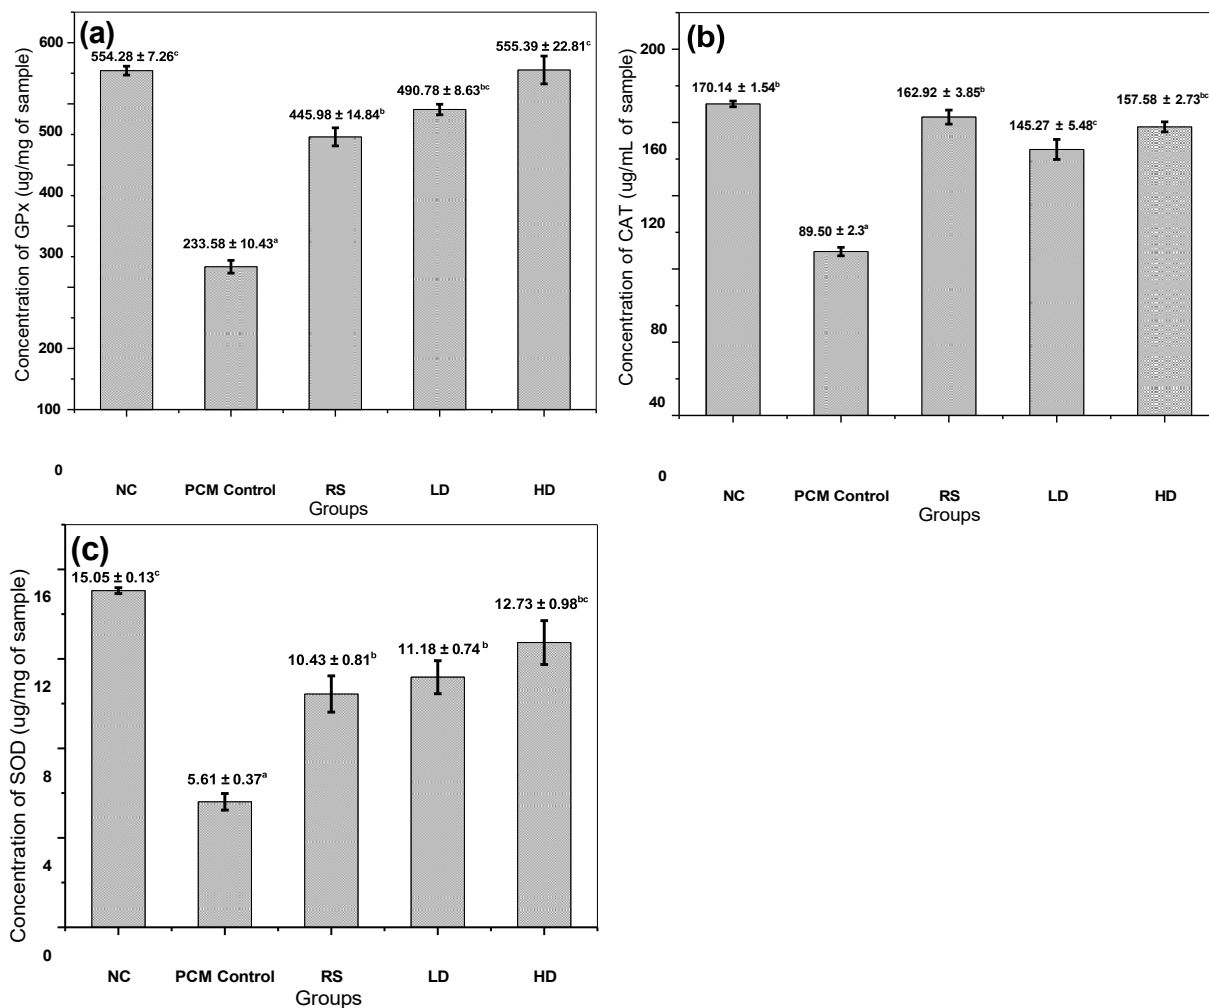 (a)
Concentration of GPx (ug/mg of sample)
600
500
400
300
200
100
0
554.28 ± 7.26ᶜ
233.58 ± 10.43ᵃ
445.98 ± 14.84ᵇ
490.78 ± 8.63ᵇᶜ
555.39 ± 22.81ᶜ
NC PCM Control RS LD HD
Groups
(b)
Concentration of CAT (ug/mL of sample)
200
160
120
80
40
0
170.14 ± 1.54ᵇ
89.50 ± 2.3ᵃ
162.92 ± 3.85ᵇ
145.27 ± 5.48ᶜ
157.58 ± 2.73ᵇᶜ
NC PCM Control RS LD HD
Groups
(c)
Concentration of SOD (ug/mg of sample)
16
12
8
4
0
15.05 ± 0.13ᶜ
5.61 ± 0.37ᵃ
10.43 ± 0.81ᵇ
11.18 ± 0.74ᵇ
12.73 ± 0.98ᵇᶜ
NC PCM Control RS LD HD
Groups